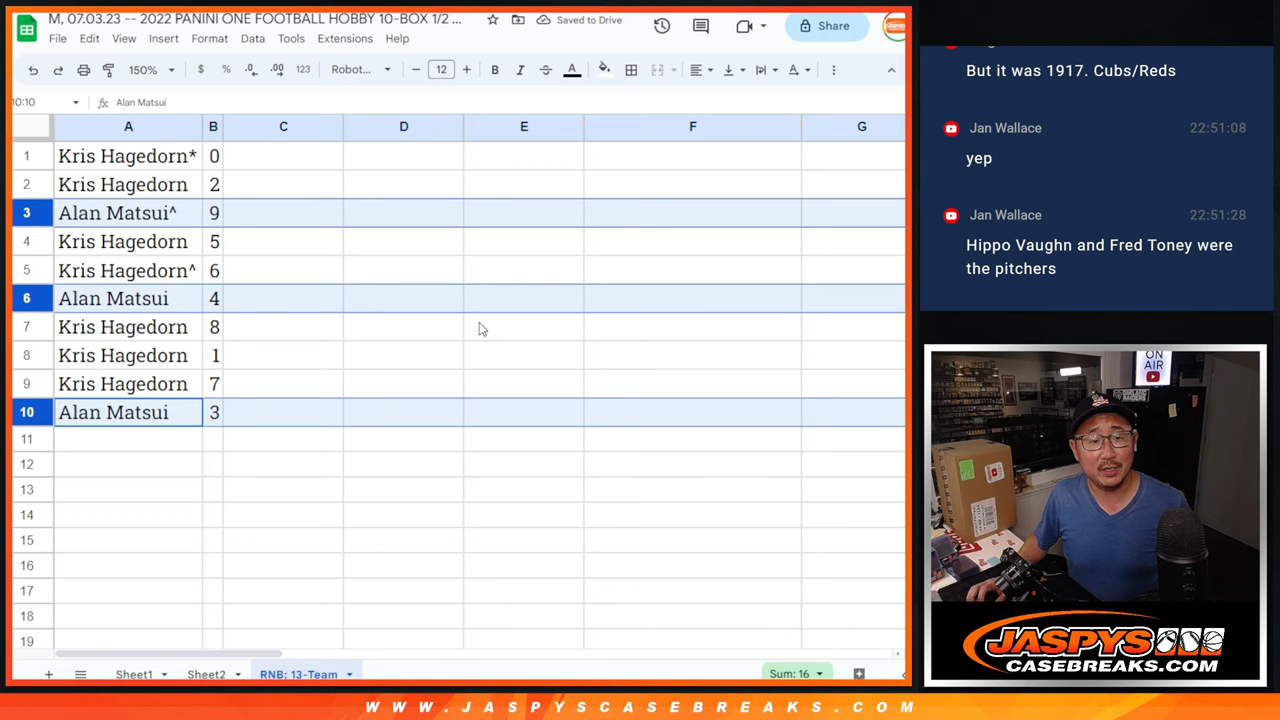 M, 07.03.23 -- 2022 PANINI ONE FOOTBALL HOBBY 10-BOX 1/2 ...
Saved to Drive
Share
File Edit View Insert Format Data Tools Extensions Help
150% $ % .0 .00 123 Robot... 12 B I A
10:10 fx Alan Matsui
A B C D E F G
1 Kris Hagedorn* 0
2 Kris Hagedorn 2
3 Alan Matsui^ 9
4 Kris Hagedorn 5
5 Kris Hagedorn^ 6
6 Alan Matsui 4
7 Kris Hagedorn 8
8 Kris Hagedorn 1
9 Kris Hagedorn 7
10 Alan Matsui 3
11
12
13
14
15
16
17
18
19
Sheet1 Sheet2 RNB: 13-Team Sum: 16
But it was 1917. Cubs/Reds
Jan Wallace 22:51:08
yep
Jan Wallace 22:51:28
Hippo Vaughn and Fred Toney were
the pitchers
ON
AIR
JASPYS
CASEBREAKS.COM
WWW.JASPYSCASEBREAKS.COM